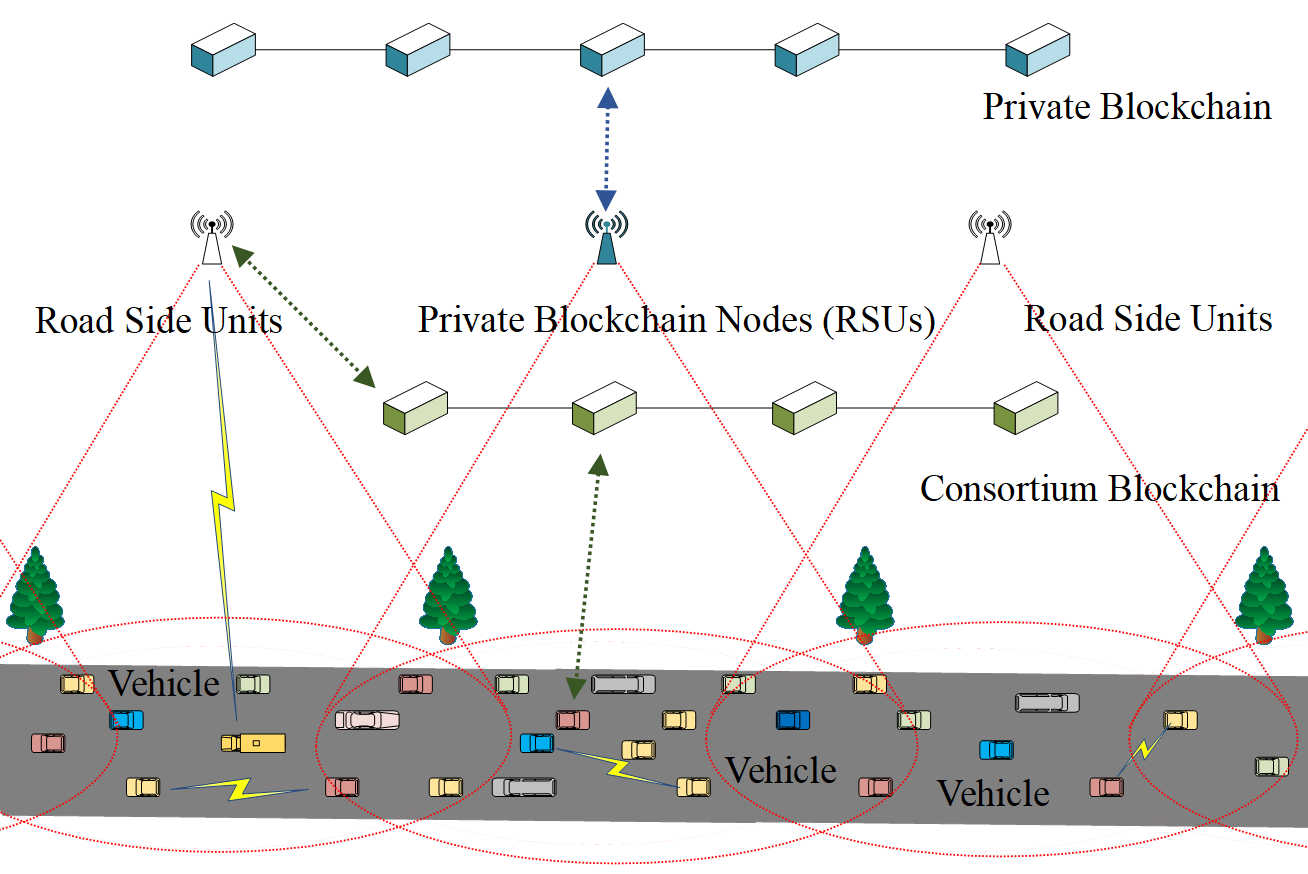 Private Blockchain
Road Side Units
Private Blockchain Nodes (RSUs)
Road Side Units
Consortium Blockchain
Vehicle
Vehicle
Vehicle